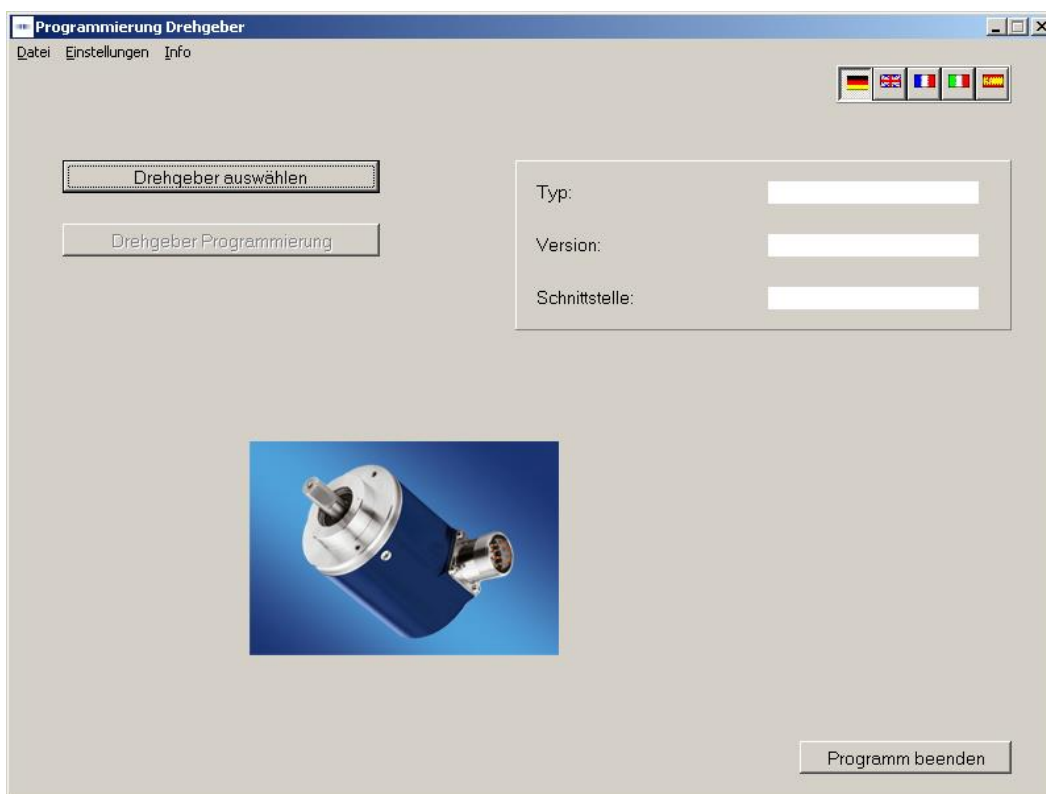 Programmierung Drehgeber
Datei Einstellungen Info
Drehgeber auswählen
Drehgeber Programmierung
Typ:
Version:
Schnittstelle:
Programm beenden